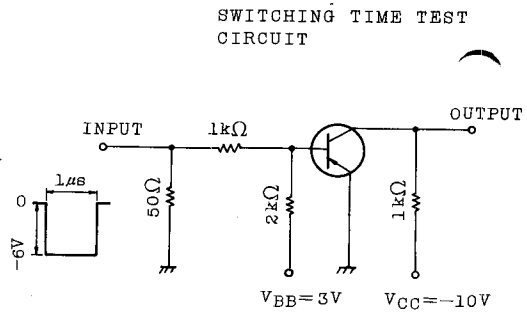 SWITCHING TIME TEST
CIRCUIT
OUTPUT
INPUT
1kΩ
1μs
0
-6V
50Ω
2kΩ
1kΩ
VBB=3V
VCC=-10V